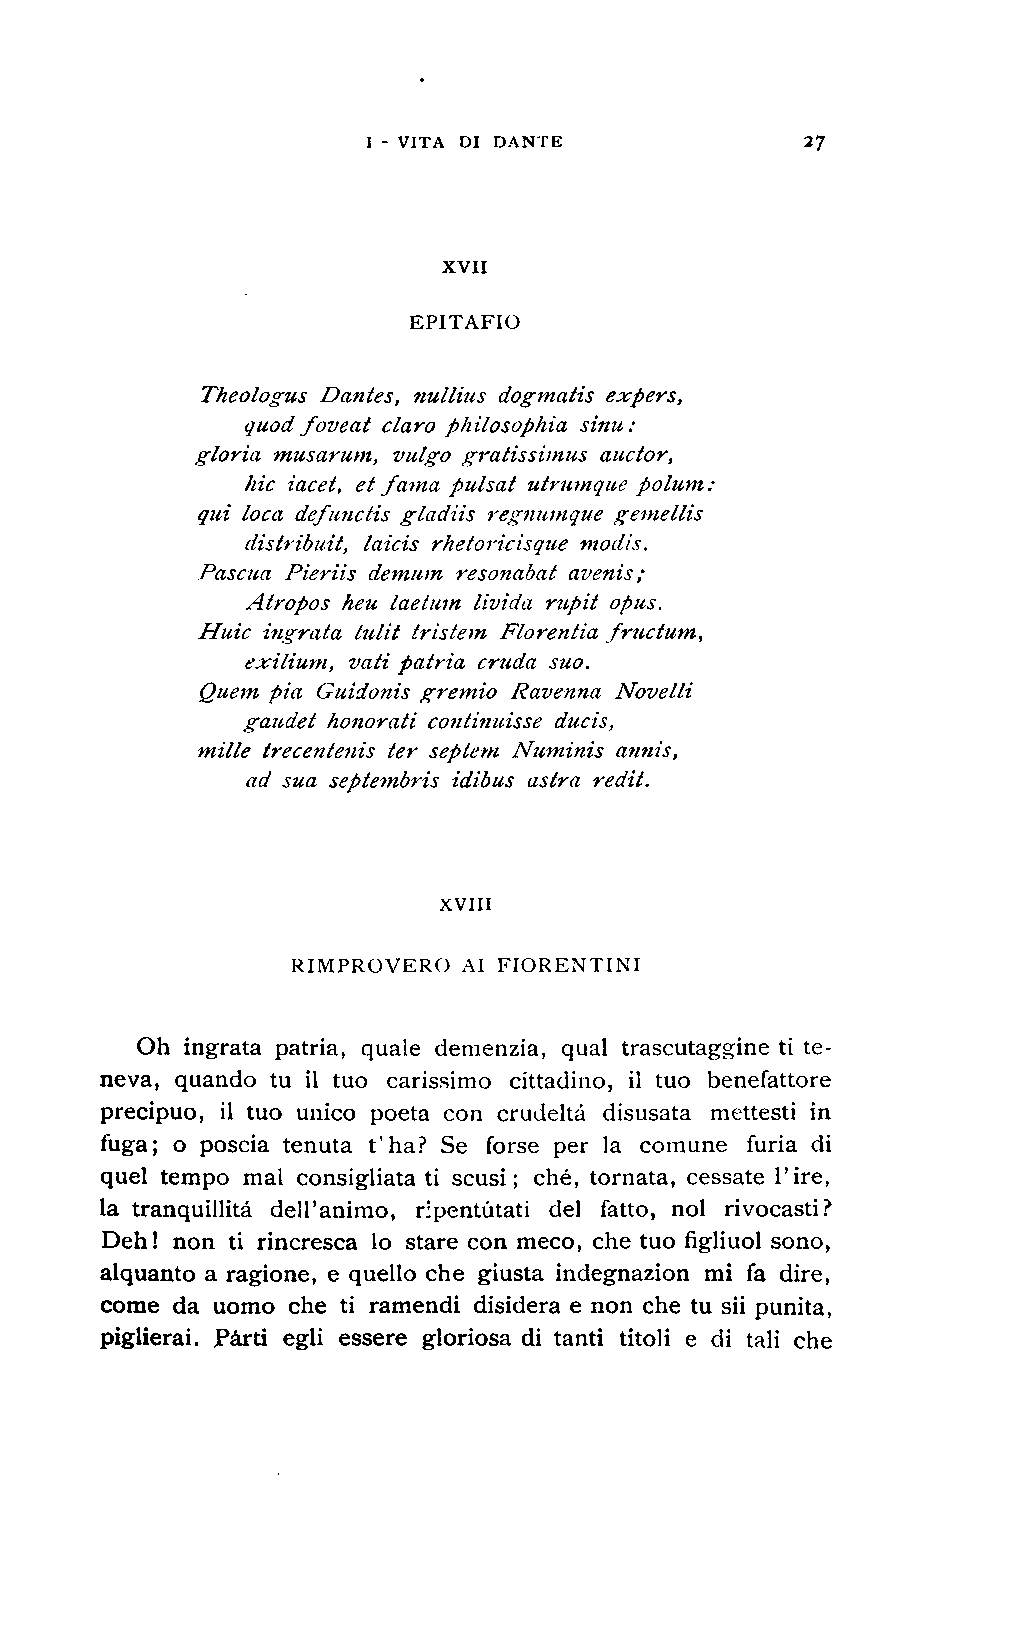 I - VITA DI DANTE 27
XVII
EPITAFIO
Theologus Dantes, nullius dogmatis expers,
quod foveat claro philosophia sinu:
gloria musarum, vulgo gratissimus auctor,
hic iacet, et fama pulsat utrumque polum:
qui loca defunctis gladiis regnumque gemellis
distribuit, laicis rhetoricisque modis.
Pascua Pieriis demum resonabat avenis;
Atropos heu laetum livida rupit opus.
Huic ingrata tulit tristem Florentia fructum,
exilium, vati patria cruda suo.
Quem pia Guidonis gremio Ravenna Novelli
gaudet honorati continuisse ducis,
mille trecentenis ter septem Numinis annis,
ad sua septembris idibus astra redit.
XVIII
RIMPROVERO AI FIORENTINI
Oh ingrata patria, quale demenzia, qual trascutaggine ti te-
neva, quando tu il tuo carissimo cittadino, il tuo benefattore
precipuo, il tuo unico poeta con crudeltá disusata mettesti in
fuga; o poscia tenuta t'ha? Se forse per la comune furia di
quel tempo mal consigliata ti scusi; ché, tornata, cessate l'ire,
la tranquillitá dell'animo, ripentútati del fatto, nol rivocasti?
Deh! non ti rincresca lo stare con meco, che tuo figliuol sono,
alquanto a ragione, e quello che giusta indegnazion mi fa dire,
come da uomo che ti ramendi disidera e non che tu sii punita,
piglierai. Párti egli essere gloriosa di tanti titoli e di tali che